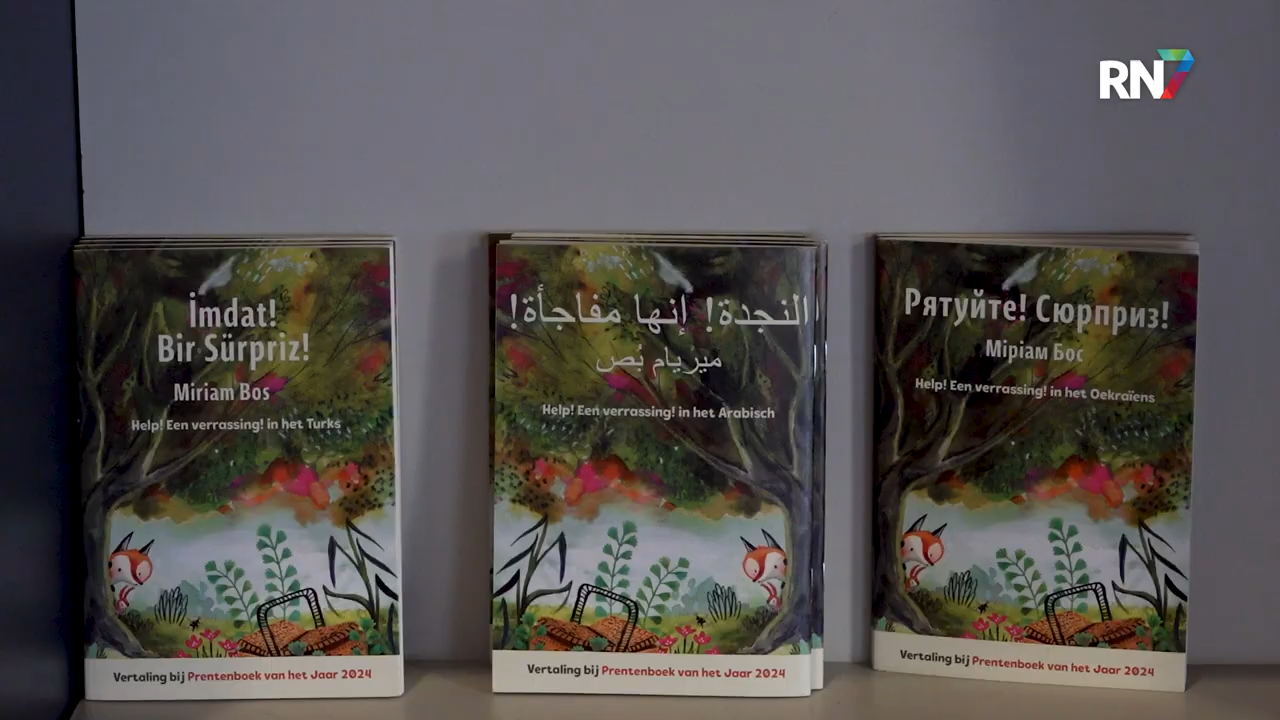 RN7
İmdat!
Bir Sürpriz!
Miriam Bos
Help! Een verrassing! in het Turks
Vertaling bij Prentenboek van het Jaar 2024
النجدة! إنها مفاجأة!
ميريام بُص
Help! Een verrassing! in het Arabisch
Vertaling bij Prentenboek van het Jaar 2024
Рятуйте! Сюрприз!
Міріам Бос
Help! Een verrassing! in het Oekraïens
Vertaling bij Prentenboek van het Jaar 2024